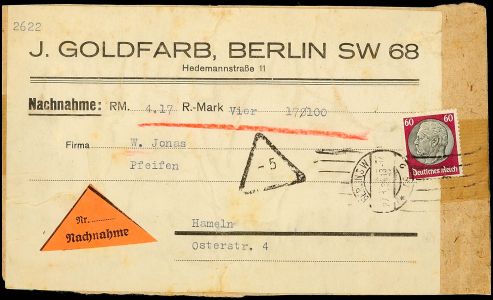 2622
J. GOLDFARB, BERLIN SW 68
Hedemannstraße 11
Nachnahme: RM. 4.17 R.-Mark Vier 17/100
Firma W. Jonas
Pfeifen
60 60
Deutsches Reich
- 5
Nr.
Nachnahme
Hameln
Osterstr. 4